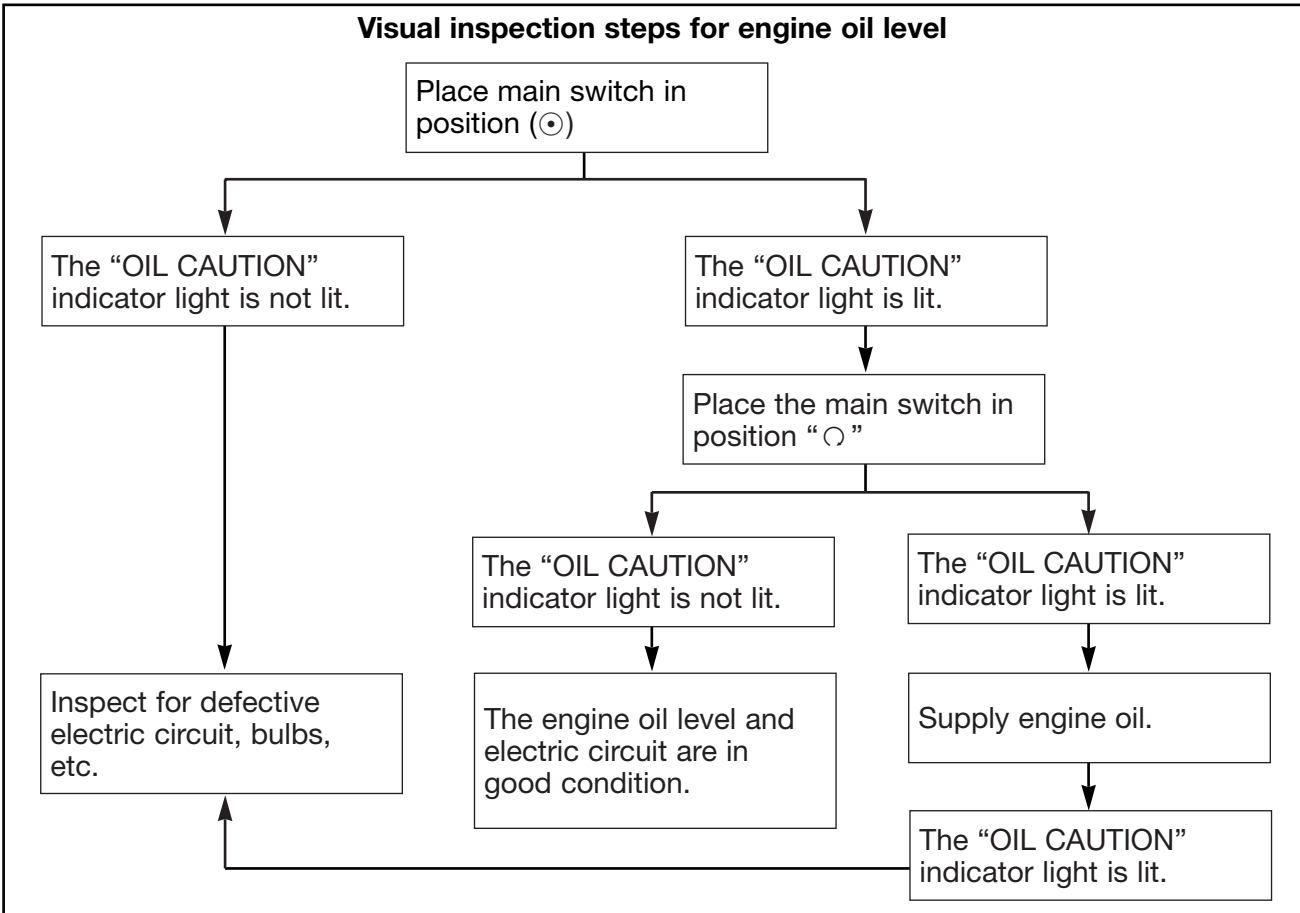 Visual inspection steps for engine oil level
Place main switch in
position (⊙)
The “OIL CAUTION”
indicator light is not lit.
The “OIL CAUTION”
indicator light is lit.
Place the main switch in
position “ ”
The “OIL CAUTION”
indicator light is not lit.
The “OIL CAUTION”
indicator light is lit.
Inspect for defective
electric circuit, bulbs,
etc.
The engine oil level and
electric circuit are in
good condition.
Supply engine oil.
The “OIL CAUTION”
indicator light is lit.